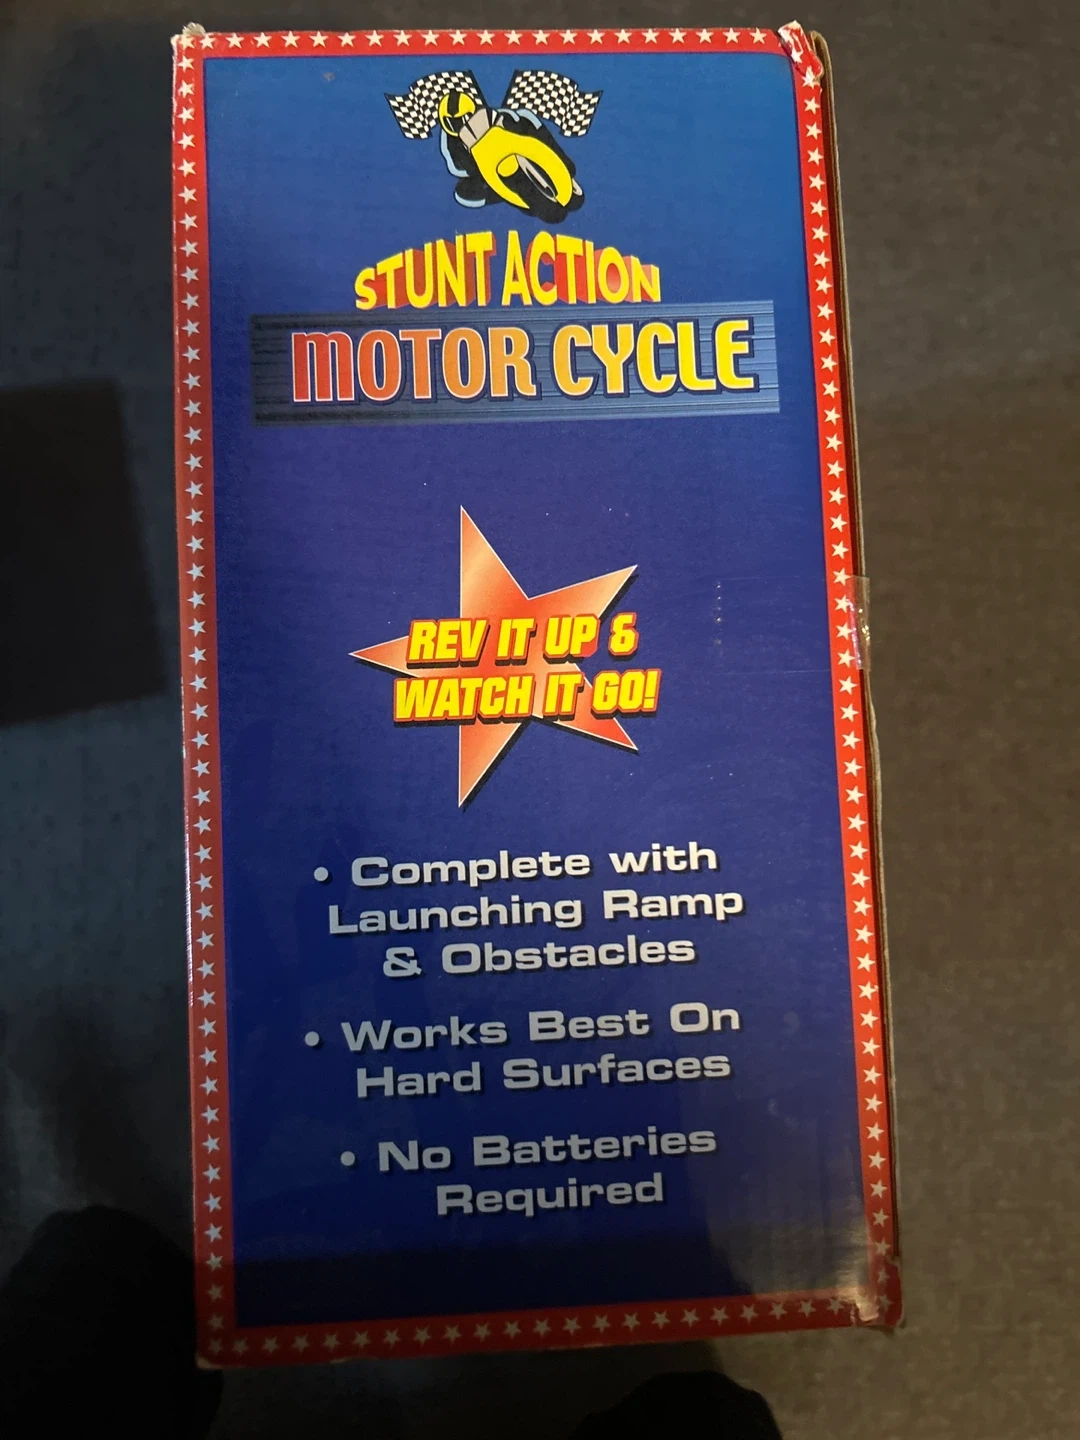 STUNT ACTION
MOTOR CYCLE
REV IT UP &
WATCH IT GO!
• Complete with
Launching Ramp
& Obstacles
• Works Best On
Hard Surfaces
• No Batteries
Required